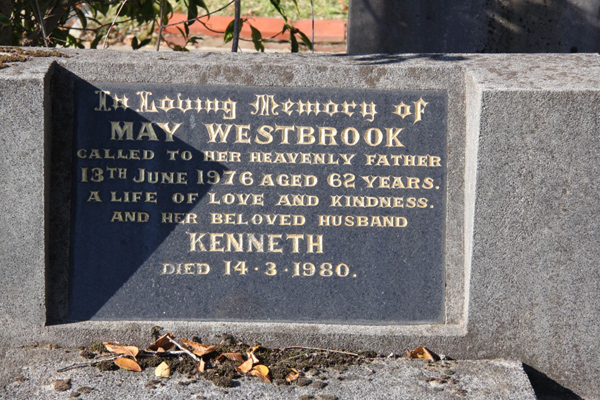 In Loving Memory of
MAY WESTBROOK
CALLED TO HER HEAVENLY FATHER
13TH JUNE 1976 AGED 62 YEARS.
A LIFE OF LOVE AND KINDNESS.
AND HER BELOVED HUSBAND
KENNETH
DIED 14·3·1980.